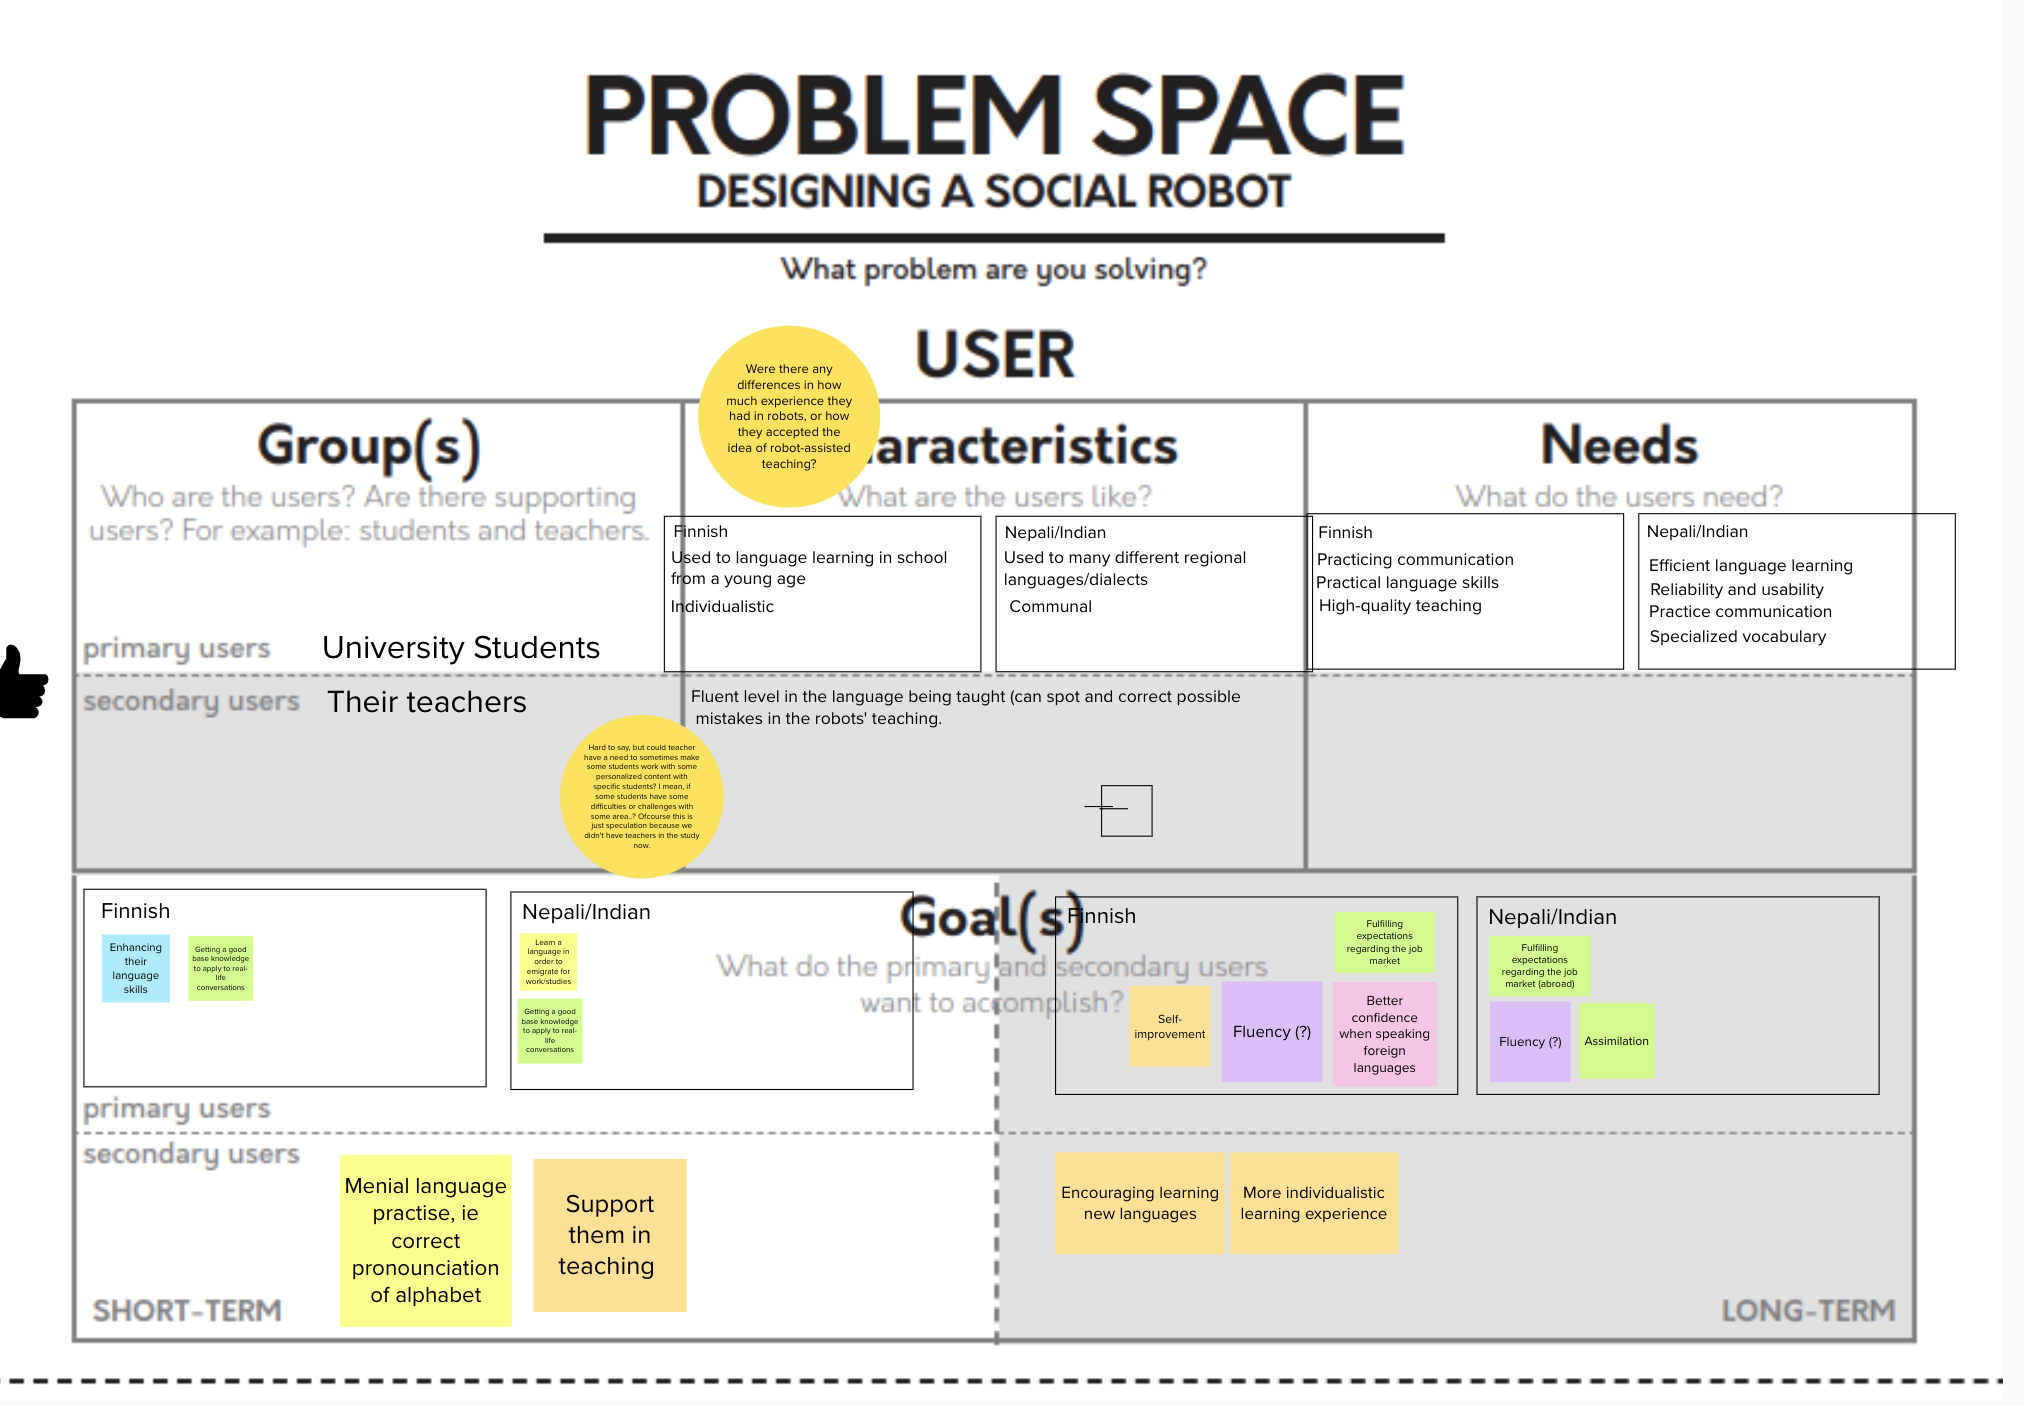 PROBLEM SPACE
DESIGNING A SOCIAL ROBOT
What problem are you solving?
USER
Were there any
differences in how
much experience they
had in robots, or how
they accepted the
idea of robot-assisted
teaching?
Group(s)
Who are the users? Are there supporting
users? For example: students and teachers.
primary users
University Students
secondary users
Their teachers
Hard to say, but could teacher
have a need to sometimes make
some students work with some
personalized content with
specific students? I mean, if
some students have some
difficulties or challenges with
some area..? Ofcourse this is
just speculation because we
didn't have teachers in the study
now.
aracteristics
What are the users like?
Finnish
Used to language learning in school
from a young age
Individualistic
Nepali/Indian
Used to many different regional
languages/dialects
Communal
Fluent level in the language being taught (can spot and correct possible
mistakes in the robots' teaching.
Needs
What do the users need?
Finnish
Practicing communication
Practical language skills
High-quality teaching
Nepali/Indian
Efficient language learning
Reliability and usability
Practice communication
Specialized vocabulary
Goal(s)
What do the primary and secondary users
want to accomplish?
Finnish
Enhancing
their
language
skills
Getting a good
base knowledge
to apply to real-
life
conversations
Nepali/Indian
Learn a
language in
order to
emigrate for
work/studies
Getting a good
base knowledge
to apply to real-
life
conversations
Finnish
Fulfilling
expectations
regarding the job
market
Self-
improvement
Fluency (?)
Better
confidence
when speaking
foreign
languages
Nepali/Indian
Fulfilling
expectations
regarding the job
market (abroad)
Fluency (?)
Assimilation
primary users
secondary users
Menial language
practise, ie
correct
pronounciation
of alphabet
Support
them in
teaching
Encouraging learning
new languages
More individualistic
learning experience
SHORT-TERM
LONG-TERM